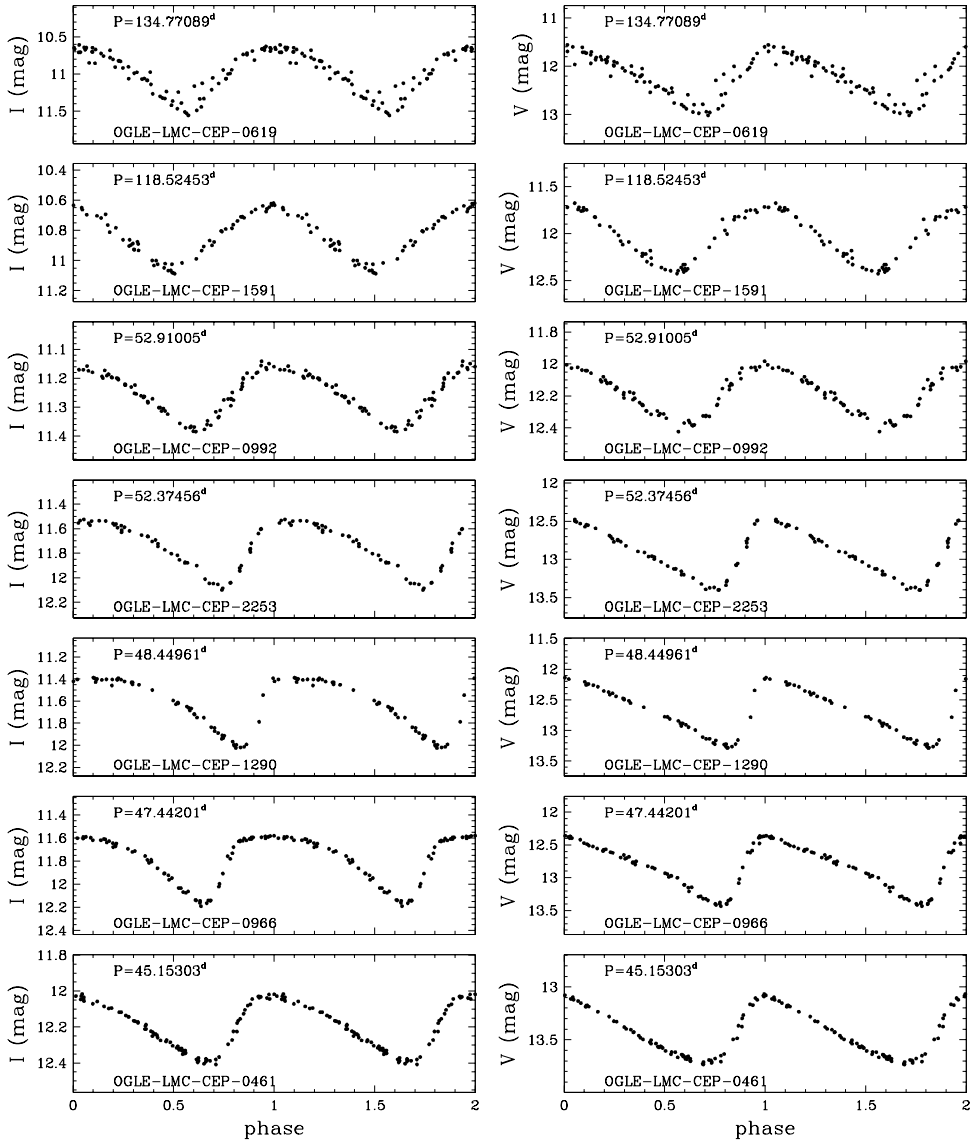 P=134.77089d
10.5
11
11.5
I (mag)
OGLE-LMC-CEP-0619
P=134.77089d
11
12
13
V (mag)
OGLE-LMC-CEP-0619
P=118.52453d
10.4
10.6
10.8
11
11.2
I (mag)
OGLE-LMC-CEP-1591
P=118.52453d
11.5
12
12.5
V (mag)
OGLE-LMC-CEP-1591
P=52.91005d
11.1
11.2
11.3
11.4
I (mag)
OGLE-LMC-CEP-0992
P=52.91005d
11.8
12
12.2
12.4
V (mag)
OGLE-LMC-CEP-0992
P=52.37456d
11.4
11.6
11.8
12
12.2
I (mag)
OGLE-LMC-CEP-2253
P=52.37456d
12
12.5
13
13.5
V (mag)
OGLE-LMC-CEP-2253
P=48.44961d
11.2
11.4
11.6
11.8
12
12.2
I (mag)
OGLE-LMC-CEP-1290
P=48.44961d
11.5
12
12.5
13
13.5
V (mag)
OGLE-LMC-CEP-1290
P=47.44201d
11.4
11.6
11.8
12
12.2
12.4
I (mag)
OGLE-LMC-CEP-0966
P=47.44201d
12
12.5
13
13.5
V (mag)
OGLE-LMC-CEP-0966
P=45.15303d
11.8
12
12.2
12.4
I (mag)
OGLE-LMC-CEP-0461
0 0.5 1 1.5 2
phase
P=45.15303d
13
13.5
V (mag)
OGLE-LMC-CEP-0461
0 0.5 1 1.5 2
phase